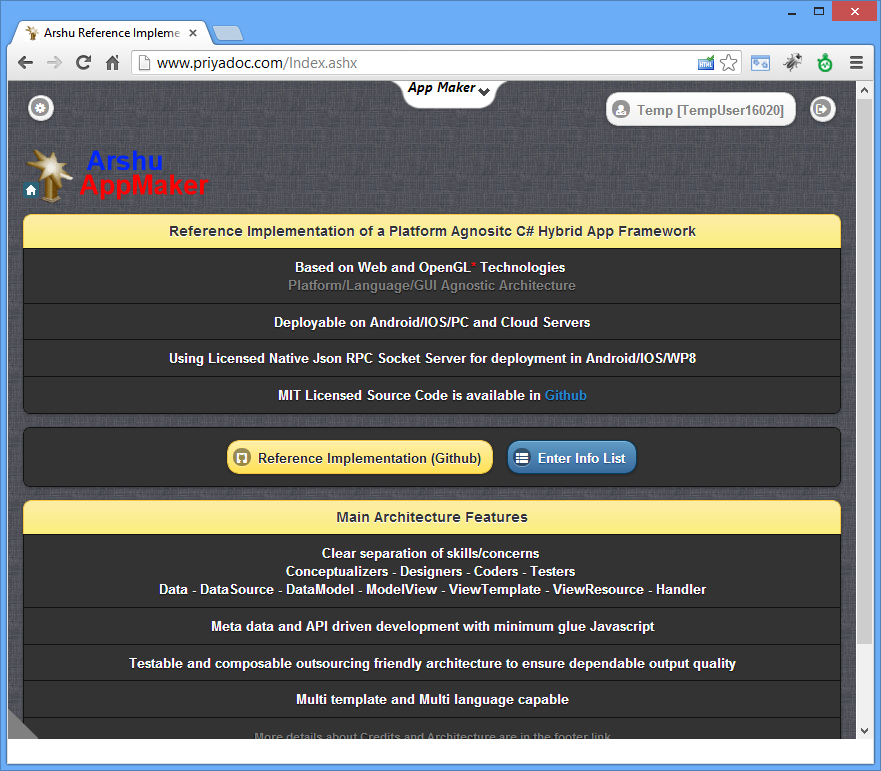 Arshu Reference Impleme
www.priyadoc.com/Index.ashx
App Maker
Temp [TempUser16020]
Arshu
AppMaker
Reference Implementation of a Platform Agnositc C# Hybrid App Framework
Based on Web and OpenGL* Technologies
Platform/Language/GUI Agnostic Architecture
Deployable on Android/IOS/PC and Cloud Servers
Using Licensed Native Json RPC Socket Server for deployment in Android/IOS/WP8
MIT Licensed Source Code is available in Github
Reference Implementation (Github)
Enter Info List
Main Architecture Features
Clear separation of skills/concerns
Conceptualizers - Designers - Coders - Testers
Data - DataSource - DataModel - ModelView - ViewTemplate - ViewResource - Handler
Meta data and API driven development with minimum glue Javascript
Testable and composable outsourcing friendly architecture to ensure dependable output quality
Multi template and Multi language capable
More details about Credits and Architecture are in the footer link